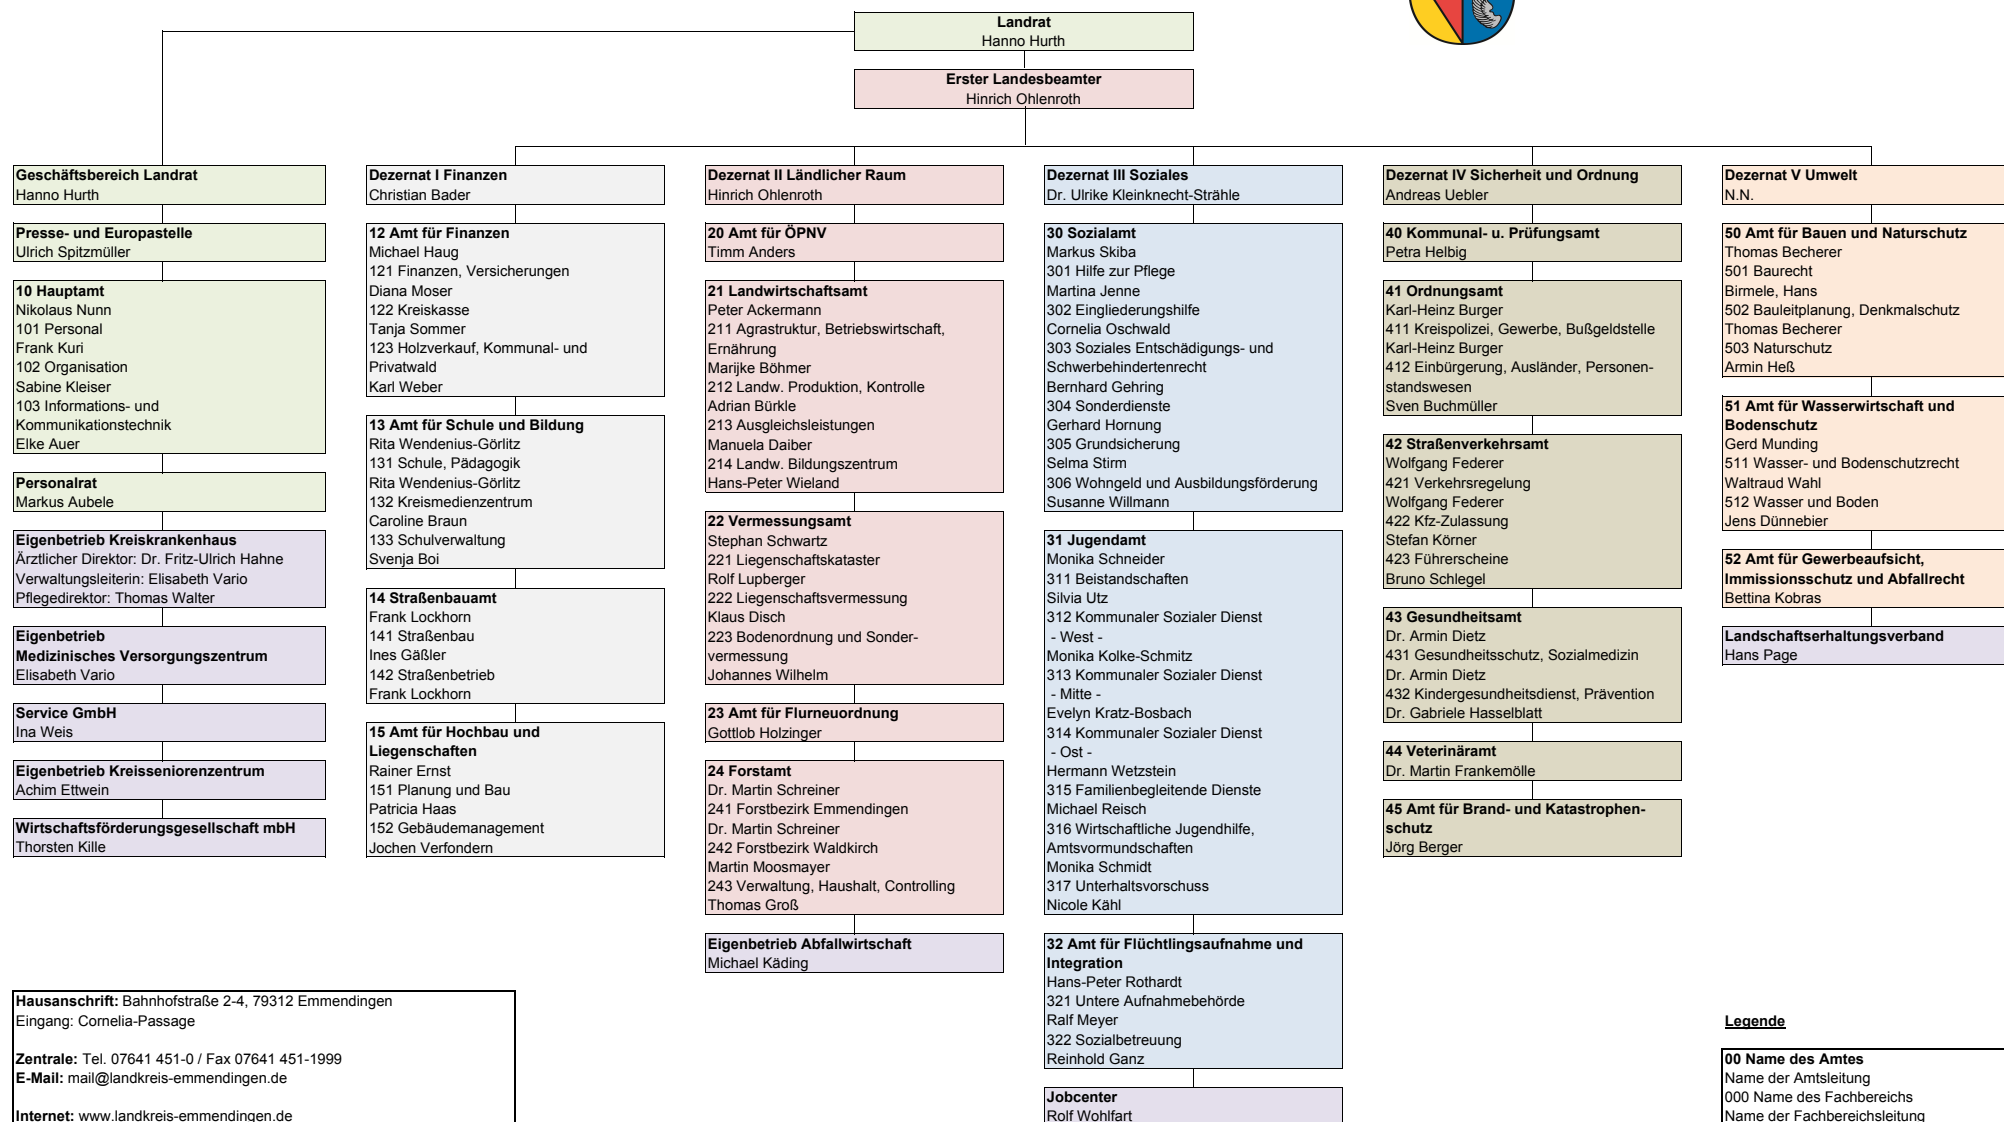 Landrat
Hanno Hurth
Erster Landesbeamter
Hinrich Ohlenroth
Geschäftsbereich Landrat
Hanno Hurth
Presse- und Europastelle
Ulrich Spitzmüller
10 Hauptamt
Nikolaus Nunn
101 Personal
Frank Kuri
102 Organisation
Sabine Kleiser
103 Informations- und
Kommunikationstechnik
Elke Auer
Personalrat
Markus Aubele
Eigenbetrieb Kreiskrankenhaus
Ärztlicher Direktor: Dr. Fritz-Ulrich Hahne
Verwaltungsleiterin: Elisabeth Vario
Pflegedirektor: Thomas Walter
Eigenbetrieb
Medizinisches Versorgungszentrum
Elisabeth Vario
Service GmbH
Ina Weis
Eigenbetrieb Kreisseniorenzentrum
Achim Ettwein
Wirtschaftsförderungsgesellschaft mbH
Thorsten Kille
Dezernat I Finanzen
Christian Bader
12 Amt für Finanzen
Michael Haug
121 Finanzen, Versicherungen
Diana Moser
122 Kreiskasse
Tanja Sommer
123 Holzverkauf, Kommunal- und
Privatwald
Karl Weber
13 Amt für Schule und Bildung
Rita Wendenius-Görlitz
131 Schule, Pädagogik
Rita Wendenius-Görlitz
132 Kreismedienzentrum
Caroline Braun
133 Schulverwaltung
Svenja Boi
14 Straßenbauamt
Frank Lockhorn
141 Straßenbau
Ines Gäßler
142 Straßenbetrieb
Frank Lockhorn
15 Amt für Hochbau und
Liegenschaften
Rainer Ernst
151 Planung und Bau
Patricia Haas
152 Gebäudemanagement
Jochen Verfondern
Dezernat II Ländlicher Raum
Hinrich Ohlenroth
20 Amt für ÖPNV
Timm Anders
21 Landwirtschaftsamt
Peter Ackermann
211 Agrastruktur, Betriebswirtschaft,
Ernährung
Marijke Böhmer
212 Landw. Produktion, Kontrolle
Adrian Bürkle
213 Ausgleichsleistungen
Manuela Daiber
214 Landw. Bildungszentrum
Hans-Peter Wieland
22 Vermessungsamt
Stephan Schwartz
221 Liegenschaftskataster
Rolf Lupberger
222 Liegenschaftsvermessung
Klaus Disch
223 Bodenordnung und Sonder-
vermessung
Johannes Wilhelm
23 Amt für Flurneuordnung
Gottlob Holzinger
24 Forstamt
Dr. Martin Schreiner
241 Forstbezirk Emmendingen
Dr. Martin Schreiner
242 Forstbezirk Waldkirch
Martin Moosmayer
243 Verwaltung, Haushalt, Controlling
Thomas Groß
Eigenbetrieb Abfallwirtschaft
Michael Käding
Dezernat III Soziales
Dr. Ulrike Kleinknecht-Strähle
30 Sozialamt
Markus Skiba
301 Hilfe zur Pflege
Martina Jenne
302 Eingliederungshilfe
Cornelia Oschwald
303 Soziales Entschädigungs- und
Schwerbehindertenrecht
Bernhard Gehring
304 Sonderdienste
Gerhard Hornung
305 Grundsicherung
Selma Stirm
306 Wohngeld und Ausbildungsförderung
Susanne Willmann
31 Jugendamt
Monika Schneider
311 Beistandschaften
Silvia Utz
312 Kommunaler Sozialer Dienst
- West -
Monika Kolke-Schmitz
313 Kommunaler Sozialer Dienst
- Mitte -
Evelyn Kratz-Bosbach
314 Kommunaler Sozialer Dienst
- Ost -
Hermann Wetzstein
315 Familienbegleitende Dienste
Michael Reisch
316 Wirtschaftliche Jugendhilfe,
Amtsvormundschaften
Monika Schmidt
317 Unterhaltsvorschuss
Nicole Kähl
32 Amt für Flüchtlingsaufnahme und
Integration
Hans-Peter Rothardt
321 Untere Aufnahmebehörde
Ralf Meyer
322 Sozialbetreuung
Reinhold Ganz
Jobcenter
Rolf Wohlfart
Dezernat IV Sicherheit und Ordnung
Andreas Uebler
40 Kommunal- u. Prüfungsamt
Petra Helbig
41 Ordnungsamt
Karl-Heinz Burger
411 Kreispolizei, Gewerbe, Bußgeldstelle
Karl-Heinz Burger
412 Einbürgerung, Ausländer, Personen-
standswesen
Sven Buchmüller
42 Straßenverkehrsamt
Wolfgang Federer
421 Verkehrsregelung
Wolfgang Federer
422 Kfz-Zulassung
Stefan Körner
423 Führerscheine
Bruno Schlegel
43 Gesundheitsamt
Dr. Armin Dietz
431 Gesundheitsschutz, Sozialmedizin
Dr. Armin Dietz
432 Kindergesundheitsdienst, Prävention
Dr. Gabriele Hasselblatt
44 Veterinäramt
Dr. Martin Frankemölle
45 Amt für Brand- und Katastrophen-
schutz
Jörg Berger
Dezernat V Umwelt
N.N.
50 Amt für Bauen und Naturschutz
Thomas Becherer
501 Baurecht
Birmele, Hans
502 Bauleitplanung, Denkmalschutz
Thomas Becherer
503 Naturschutz
Armin Heß
51 Amt für Wasserwirtschaft und
Bodenschutz
Gerd Munding
511 Wasser- und Bodenschutzrecht
Waltraud Wahl
512 Wasser und Boden
Jens Dünnebier
52 Amt für Gewerbeaufsicht,
Immissionsschutz und Abfallrecht
Bettina Kobras
Landschaftserhaltungsverband
Hans Page
Hausanschrift: Bahnhofstraße 2-4, 79312 Emmendingen
Eingang: Cornelia-Passage
Zentrale: Tel. 07641 451-0 / Fax 07641 451-1999
E-Mail: mail@landkreis-emmendingen.de
Internet: www.landkreis-emmendingen.de
Legende
00 Name des Amtes
Name der Amtsleitung
000 Name des Fachbereichs
Name der Fachbereichsleitung